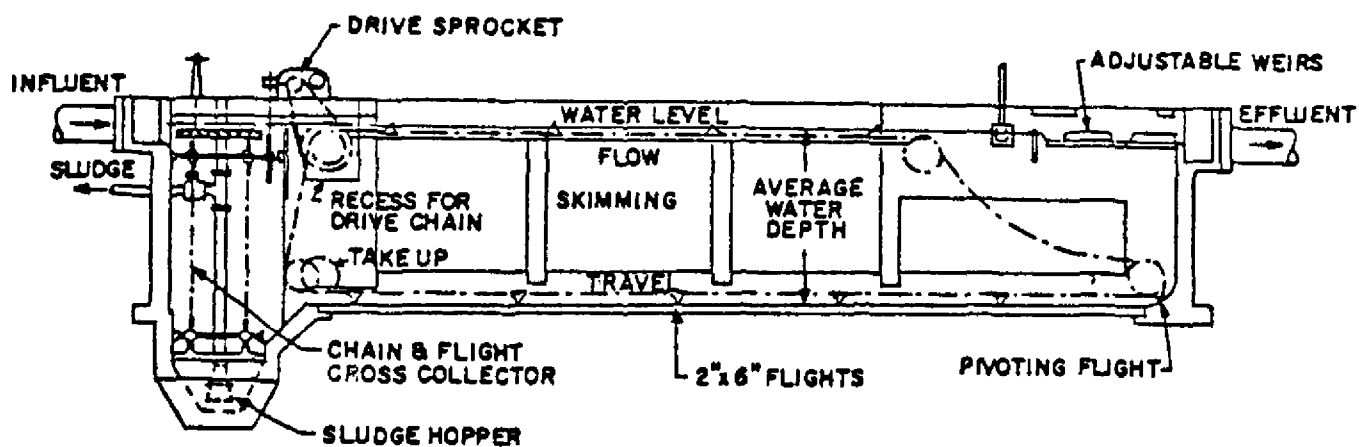 DRIVE SPROCKET
INFLUENT
ADJUSTABLE WEIRS
WATER LEVEL
EFFLUENT
FLOW
SLUDGE
RECESS FOR
DRIVE CHAIN
SKIMMING
AVERAGE
WATER
DEPTH
TAKE UP
TRAVEL
CHAIN & FLIGHT
CROSS COLLECTOR
2"x6" FLIGHTS
PIVOTING FLIGHT
SLUDGE HOPPER